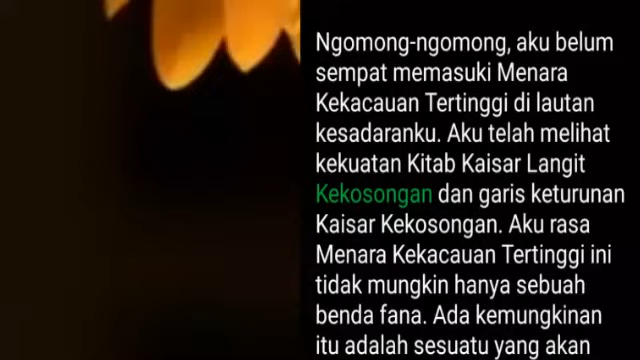 Ngomong-ngomong, aku belum
sempat memasuki Menara
Kekacauan Tertinggi di lautan
kesadaranku. Aku telah melihat
kekuatan Kitab Kaisar Langit
Kekosongan dan garis keturunan
Kaisar Kekosongan. Aku rasa
Menara Kekacauan Tertinggi ini
tidak mungkin hanya sebuah
benda fana. Ada kemungkinan
itu adalah sesuatu yang akan